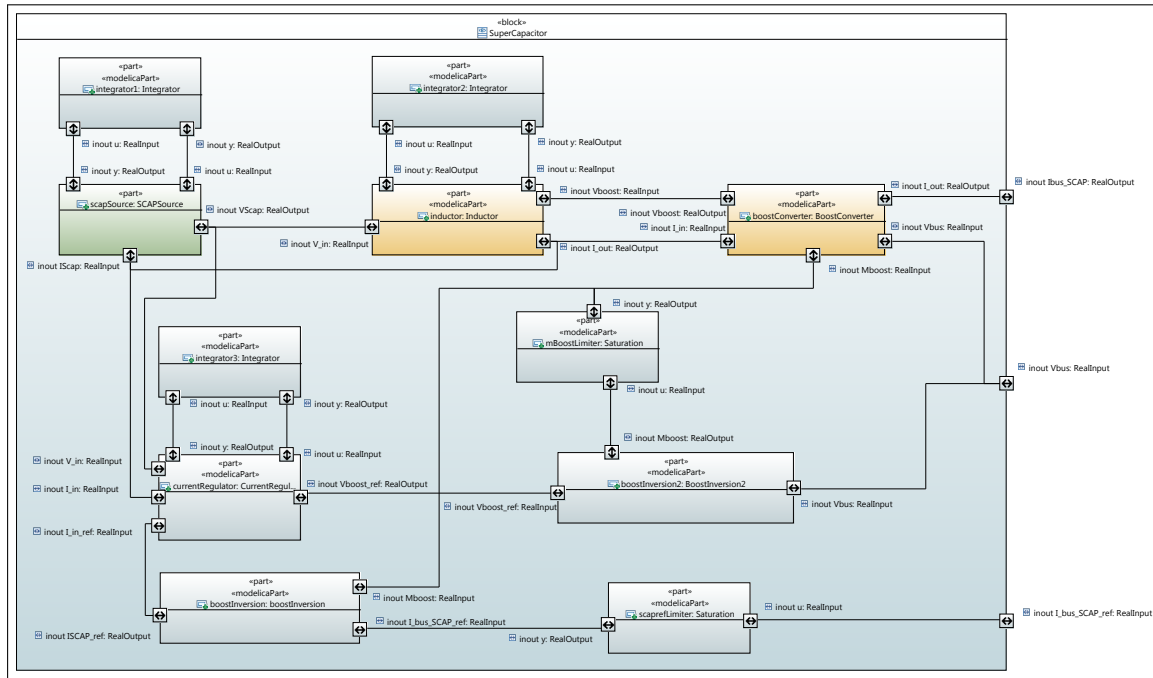 «block»
SuperCapacitor
«part»
«modelicaPart»
integrator1: Integrator
«part»
«modelicaPart»
integrator2: Integrator
inout u: RealInput
inout y: RealOutput
inout u: RealInput
inout y: RealOutput
inout y: RealOutput
inout u: RealInput
inout y: RealOutput
inout u: RealInput
«part»
«modelicaPart»
scapSource: SCAPSource
inout VScap: RealOutput
«part»
«modelicaPart»
inductor: Inductor
inout Vboost: RealInput
inout Vboost: RealOutput
inout I_in: RealInput
«part»
«modelicaPart»
boostConverter: BoostConverter
inout I_out: RealOutput
inout Ibus_SCAP: RealOutput
inout Vbus: RealInput
inout V_in: RealInput
inout I_out: RealOutput
inout IScap: RealInput
inout Mboost: RealInput
inout y: RealOutput
«part»
«modelicaPart»
mBoostLimiter: Saturation
«part»
«modelicaPart»
integrator3: Integrator
inout Vbus: RealInput
inout u: RealInput
inout u: RealInput
inout y: RealOutput
inout Mboost: RealOutput
inout y: RealOutput
inout u: RealInput
inout V_in: RealInput
«part»
«modelicaPart»
currentRegulator: CurrentRegul...
inout Vboost_ref: RealOutput
«part»
«modelicaPart»
boostInversion2: BoostInversion2
inout I_in: RealInput
inout Vboost_ref: RealInput
inout Vbus: RealInput
inout I_in_ref: RealInput
«part»
«modelicaPart»
boostInversion: boostInversion
inout Mboost: RealInput
«part»
«modelicaPart»
scaprefLimiter: Saturation
inout u: RealInput
inout I_bus_SCAP_ref: RealInput
inout I_bus_SCAP_ref: RealInput
inout ISCAP_ref: RealOutput
inout y: RealOutput